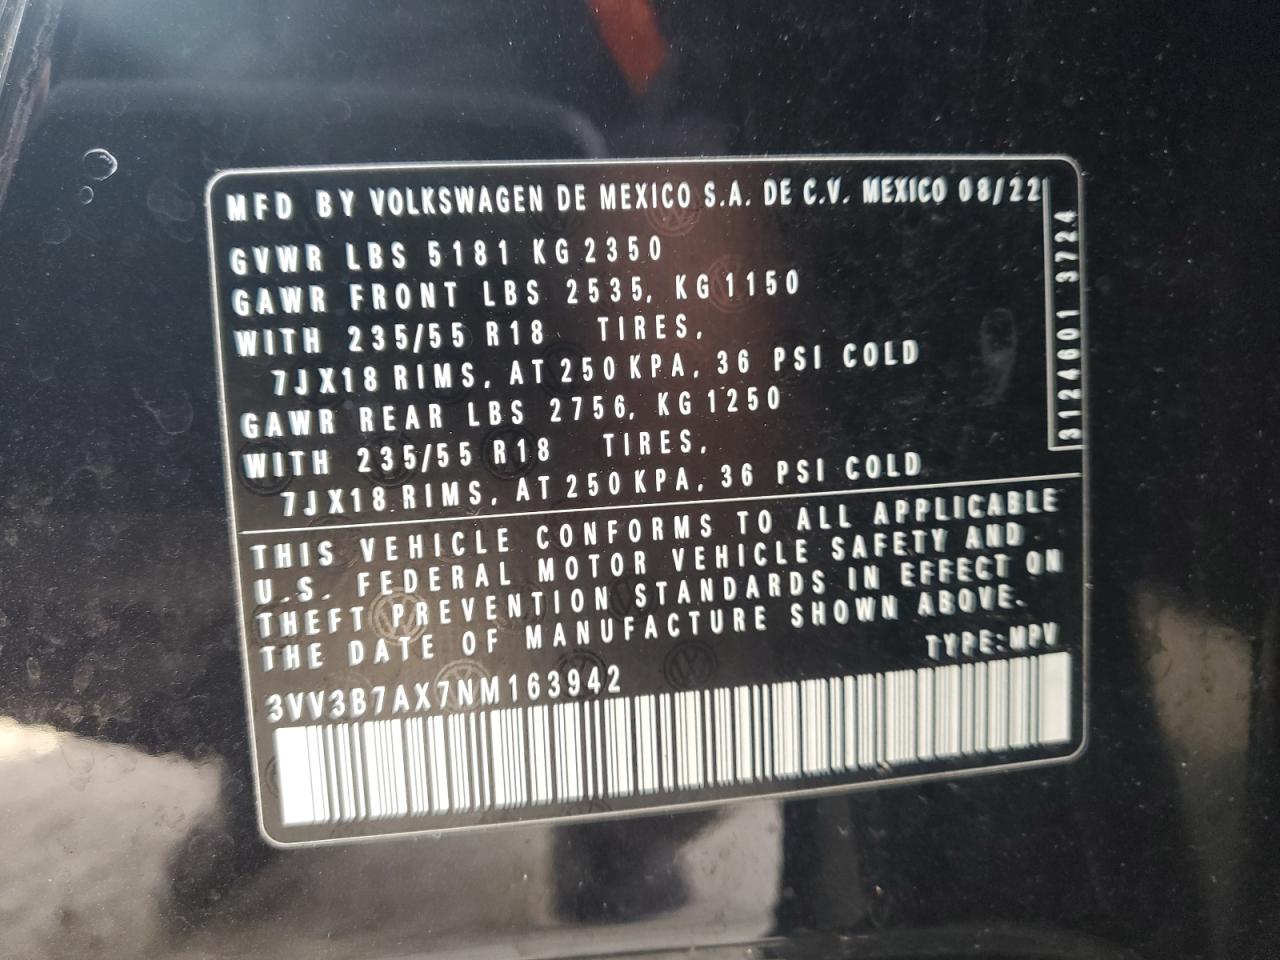 MFD BY VOLKSWAGEN DE MEXICO S.A. DE C.V. MEXICO 08/22
GVWR LBS 5181 KG 2350
GAWR FRONT LBS 2535, KG 1150
WITH 235/55 R18 TIRES,
7JX18 RIMS, AT 250 KPA, 36 PSI COLD
GAWR REAR LBS 2756, KG 1250
WITH 235/55 R18 TIRES,
7JX18 RIMS, AT 250 KPA, 36 PSI COLD
3124601 3724
THIS VEHICLE CONFORMS TO ALL APPLICABLE
U.S. FEDERAL MOTOR VEHICLE SAFETY AND
THEFT PREVENTION STANDARDS IN EFFECT ON
THE DATE OF MANUFACTURE SHOWN ABOVE.
TYPE: MPV
3VV3B7AX7NM163942